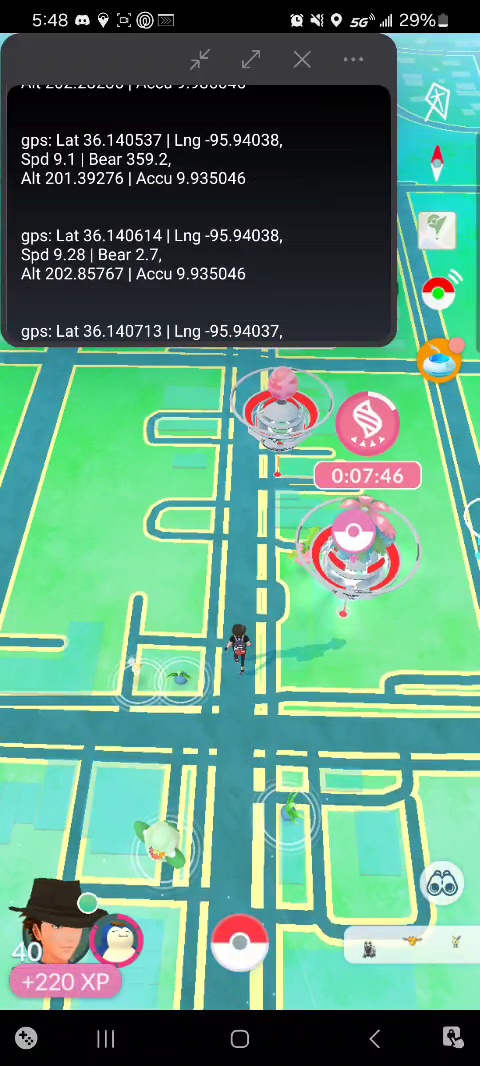 5:48
5G
29%
Alt 202.28236 | Accu 9.935046
gps: Lat 36.140537 | Lng -95.94038,
Spd 9.1 | Bear 359.2,
Alt 201.39276 | Accu 9.935046
gps: Lat 36.140614 | Lng -95.94038,
Spd 9.28 | Bear 2.7,
Alt 202.85767 | Accu 9.935046
gps: Lat 36.140713 | Lng -95.94037,
0:07:46
40
+220 XP